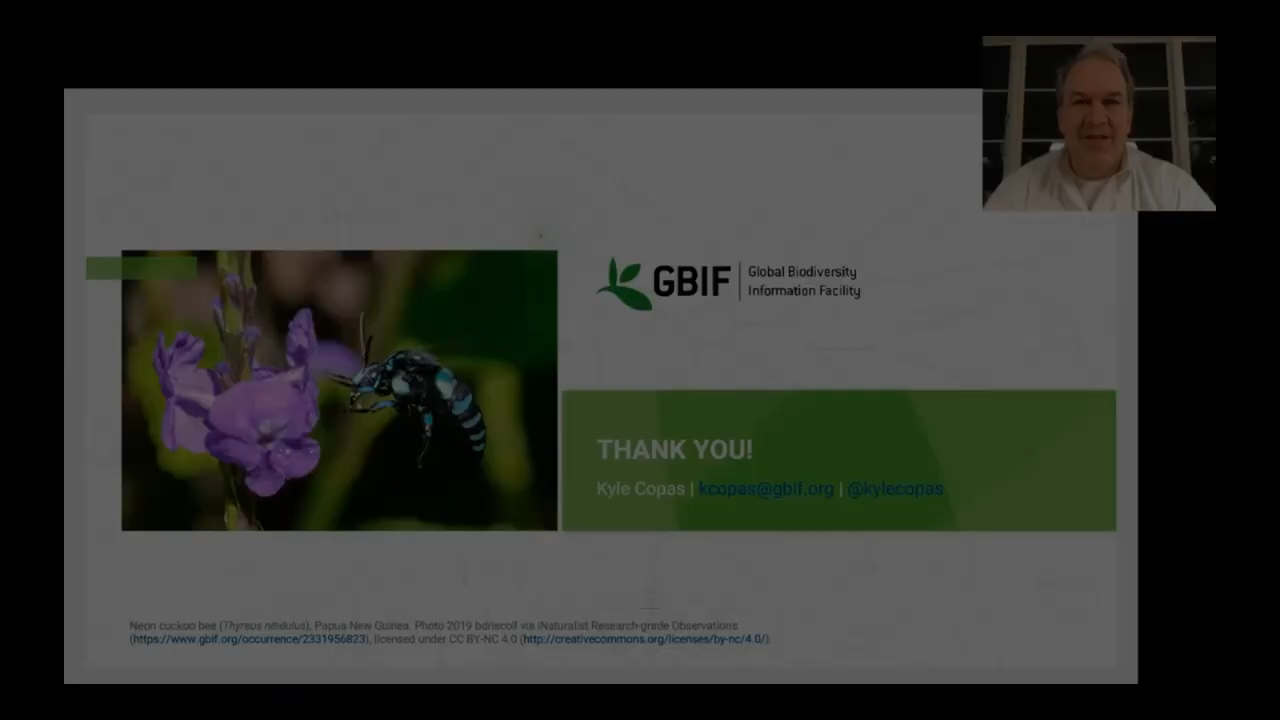 GBIF
Global Biodiversity
Information Facility
THANK YOU!
Kyle Copas | kcopas@gbif.org | @kylecopas
Neon cuckoo bee (Thyreus nitidulus), Papua New Guinea. Photo 2019 bdriscoll via iNaturalist Research-grade Observations
(https://www.gbif.org/occurrence/2331956823), licensed under CC BY-NC 4.0 (http://creativecommons.org/licenses/by-nc/4.0/)